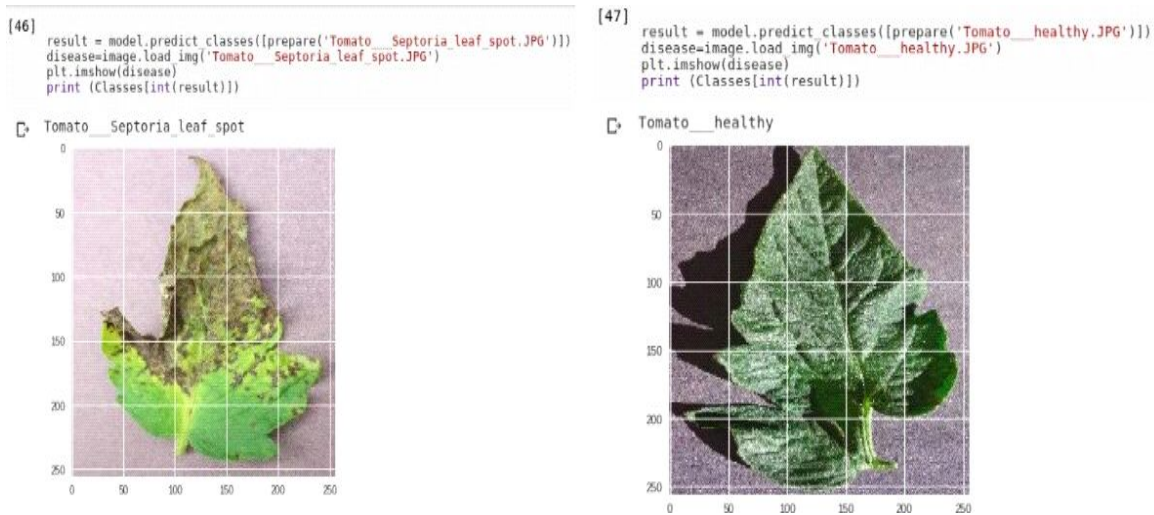 [46]
result = model.predict_classes([prepare('Tomato___Septoria_leaf_spot.JPG')])
disease=image.load_img('Tomato___Septoria_leaf_spot.JPG')
plt.imshow(disease)
print (Classes[int(result)])
Tomato___Septoria_leaf_spot
0
50
100
150
200
250
0 50 100 150 200 250
[47]
result = model.predict_classes([prepare('Tomato___healthy.JPG')])
disease=image.load_img('Tomato___healthy.JPG')
plt.imshow(disease)
print (Classes[int(result)])
Tomato___healthy
0
50
100
150
200
250
0 50 100 150 200 250